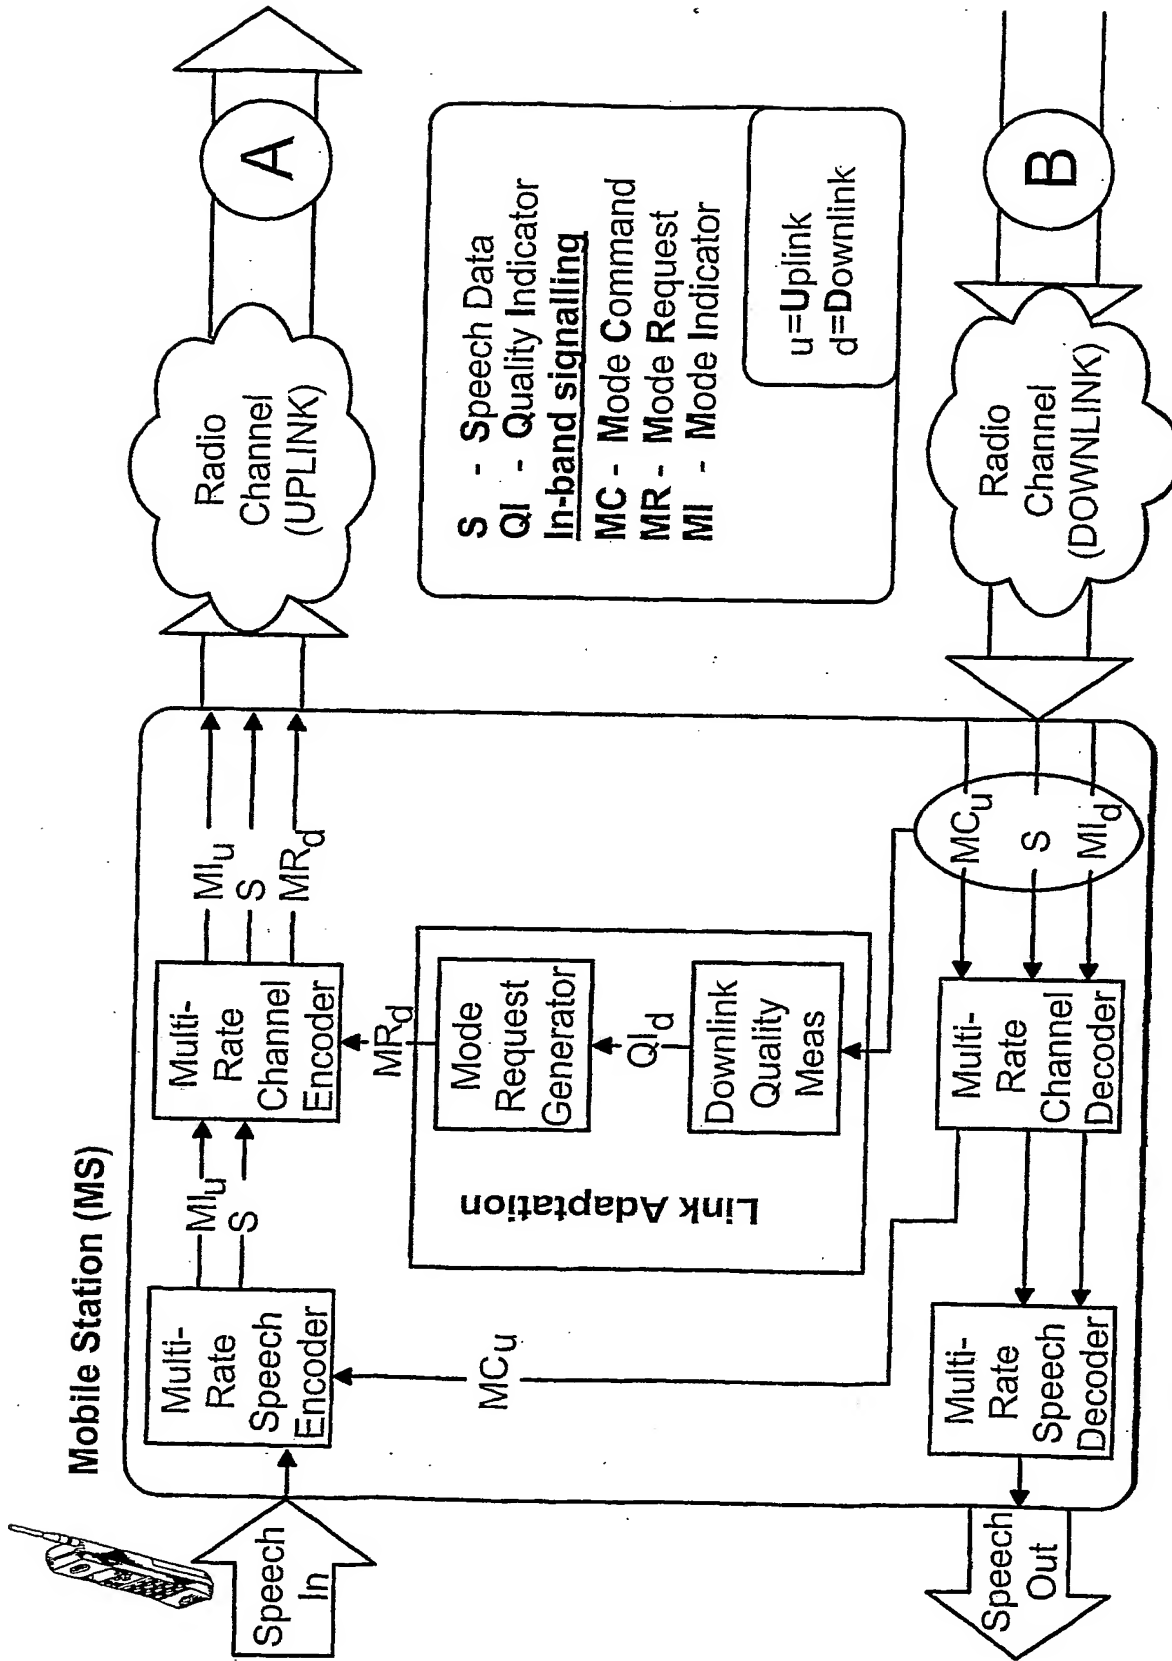 Mobile Station (MS)
Speech
In
Multi-
Rate
Speech
Encoder
MIu
S
Multi-
Rate
Channel
Encoder
MIu
S
MRd
Radio
Channel
(UPLINK)
A
MCu
Link Adaptation
MRd
Mode
Request
Generator
QId
Downlink
Quality
Meas
S - Speech Data
QI - Quality Indicator
In-band signalling
MC - Mode Command
MR - Mode Request
MI - Mode Indicator
u=Uplink
d=Downlink
Speech
Out
Multi-
Rate
Speech
Decoder
Multi-
Rate
Channel
Decoder
MCu
S
MId
Radio
Channel
(DOWNLINK)
B